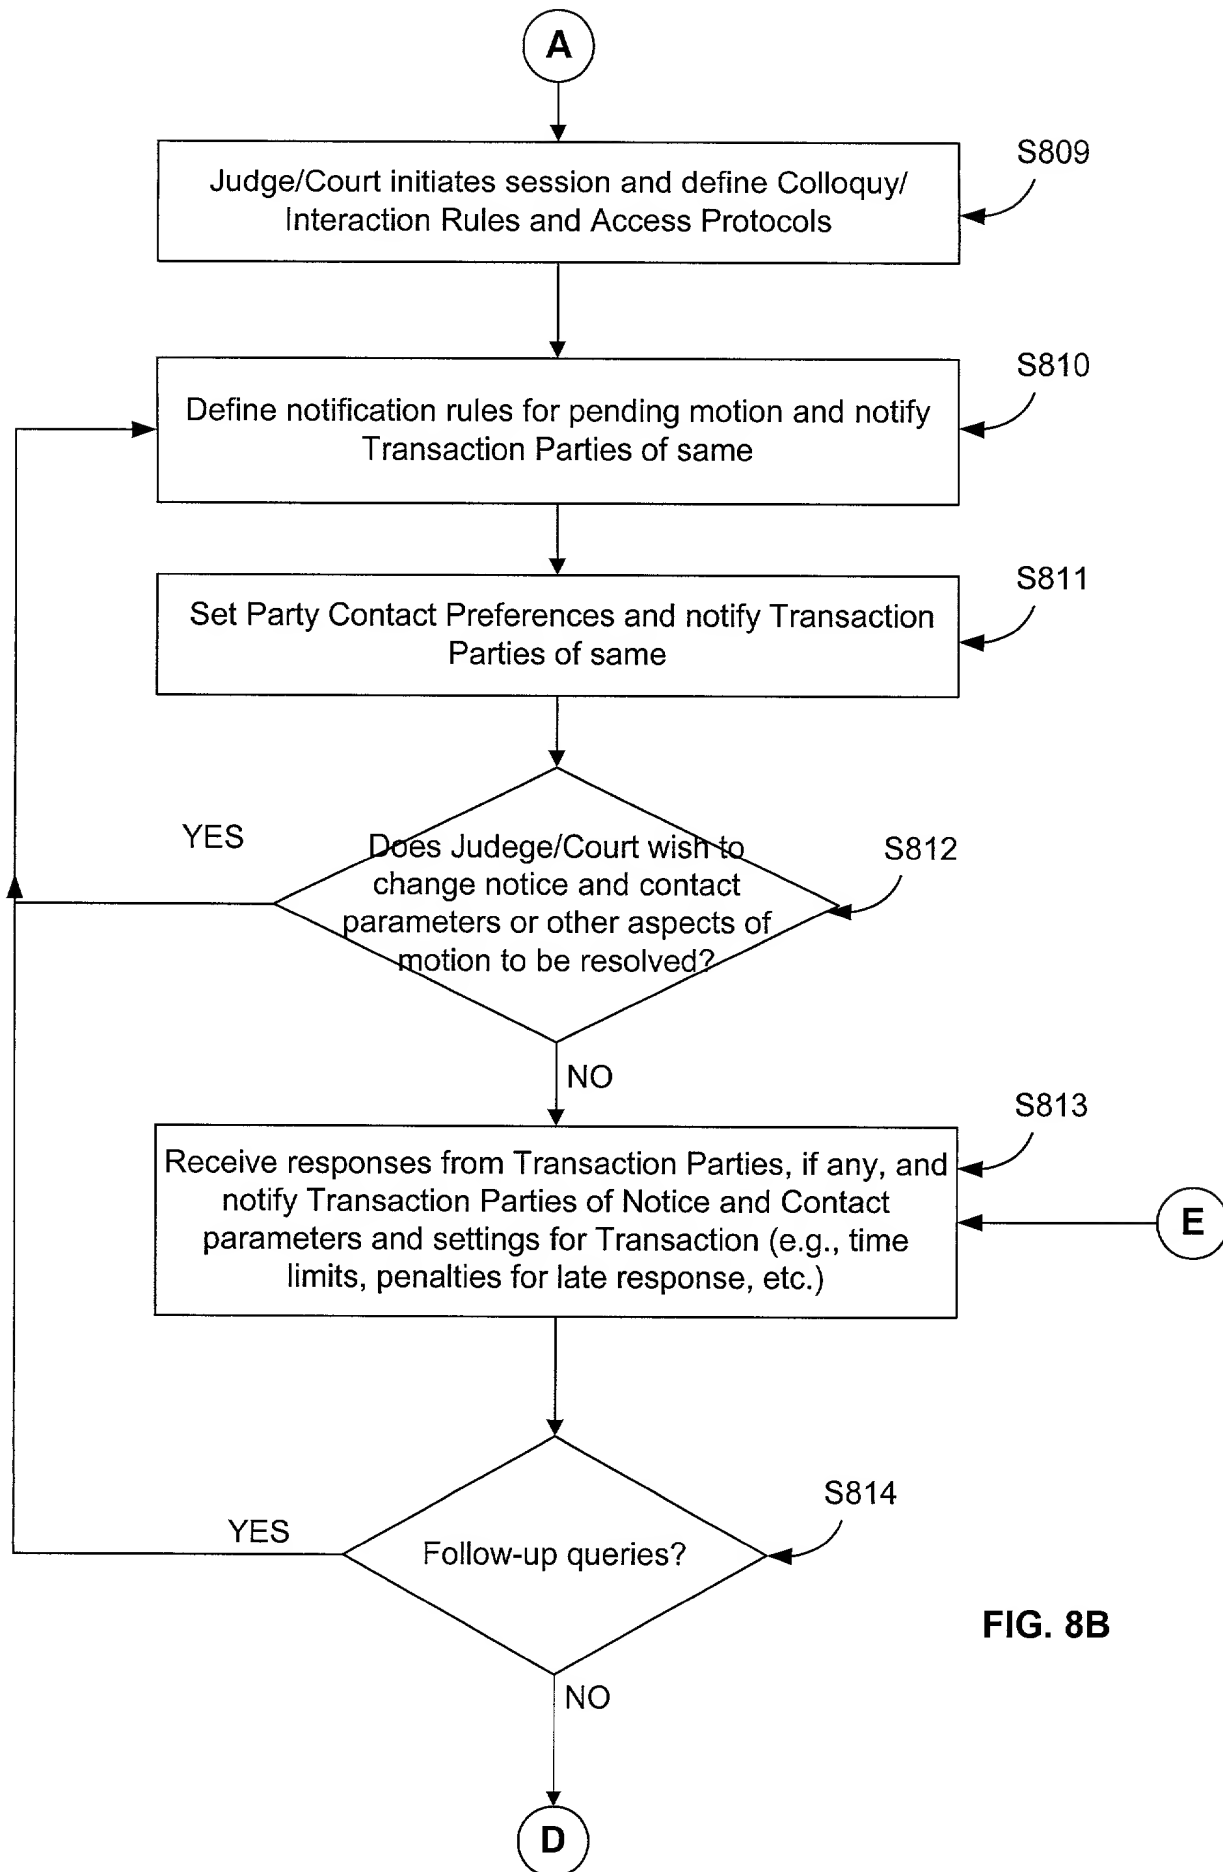 A
Judge/Court initiates session and define Colloquy/
Interaction Rules and Access Protocols
S809
Define notification rules for pending motion and notify
Transaction Parties of same
S810
Set Party Contact Preferences and notify Transaction
Parties of same
S811
YES
Does Judege/Court wish to
change notice and contact
parameters or other aspects of
motion to be resolved?
S812
NO
Receive responses from Transaction Parties, if any, and
notify Transaction Parties of Notice and Contact
parameters and settings for Transaction (e.g., time
limits, penalties for late response, etc.)
S813
E
YES
Follow-up queries?
S814
NO
D
FIG. 8B